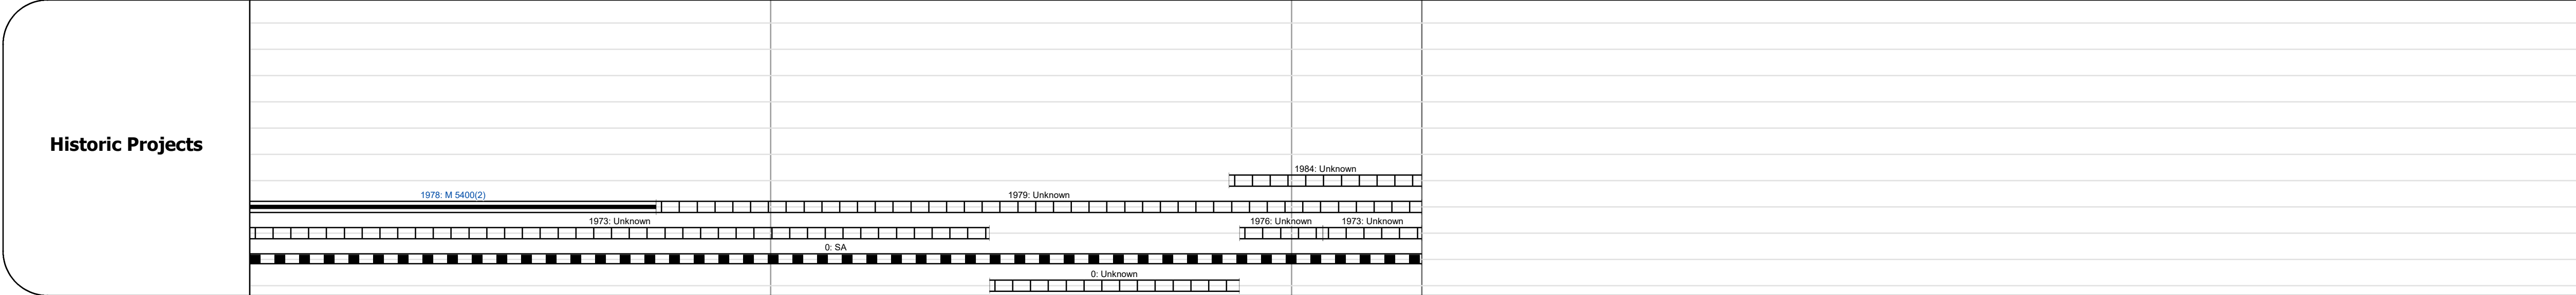 Historic Projects
1984: Unknown
1978: M 5400(2)
1979: Unknown
1973: Unknown
1976: Unknown
1973: Unknown
0: SA
0: Unknown